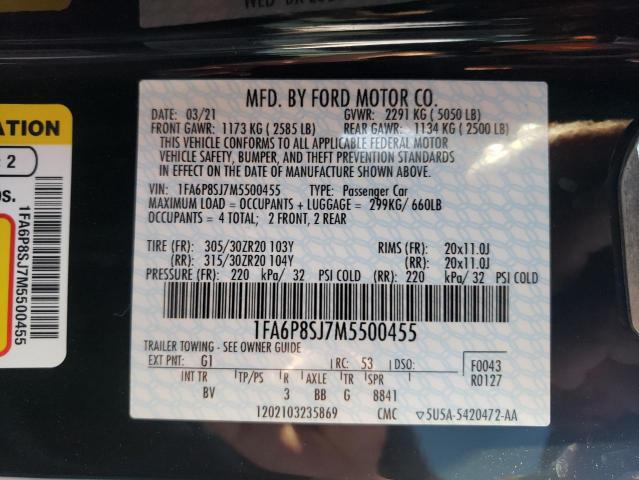 MFD. BY FORD MOTOR CO.
DATE: 03/21 GVWR: 2291 KG ( 5050 LB)
FRONT GAWR: 1173 KG ( 2585 LB) REAR GAWR: 1134 KG ( 2500 LB)
THIS VEHICLE CONFORMS TO ALL APPLICABLE FEDERAL MOTOR
VEHICLE SAFETY, BUMPER, AND THEFT PREVENTION STANDARDS
IN EFFECT ON THE DATE OF MANUFACTURE SHOWN ABOVE.
VIN: 1FA6P8SJ7M5500455 TYPE: Passenger Car
MAXIMUM LOAD = OCCUPANTS + LUGGAGE = 299KG/ 660LB
OCCUPANTS = 4 TOTAL; 2 FRONT, 2 REAR
TIRE (FR): 305/30ZR20 103Y RIMS (FR): 20x11.0J
(RR): 315/30ZR20 104Y (RR): 20x11.0J
PRESSURE (FR): 220 kPa/ 32 PSI COLD (RR): 220 kPa/ 32 PSI COLD
1FA6P8SJ7M5500455
TRAILER TOWING - SEE OWNER GUIDE
EXT PNT: G1 RC: 53 DSO: F0043
INT TR TP/PS R AXLE TR SPR R0127
BV 3 BB G 8841
1202103235869 CMC ▽5U5A-5420472-AA
ATION
: 2
os.
1FA6P8SJ7M5500455